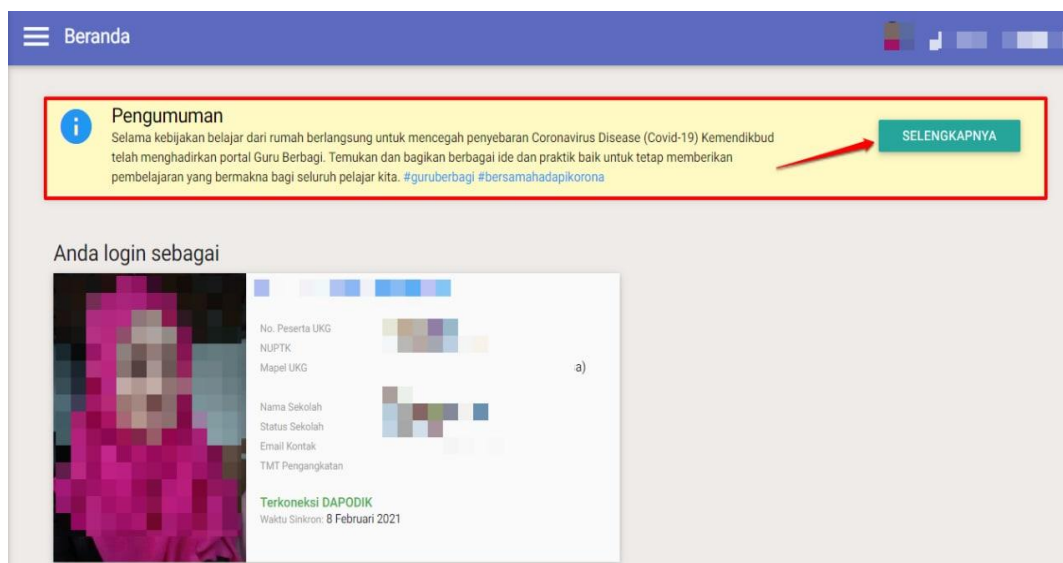 Beranda
Pengumuman
Selama kebijakan belajar dari rumah berlangsung untuk mencegah penyebaran Coronavirus Disease (Covid-19) Kemendikbud
telah menghadirkan portal Guru Berbagi. Temukan dan bagikan berbagai ide dan praktik baik untuk tetap memberikan
pembelajaran yang bermakna bagi seluruh pelajar kita. #guruberbagi #bersamahadapikorona
SELENGKAPNYA
Anda login sebagai
No. Peserta UKG
NUPTK
Mapel UKG a)
Nama Sekolah
Status Sekolah
Email Kontak
TMT Pengangkatan
Terkoneksi DAPODIK
Waktu Sinkron: 8 Februari 2021